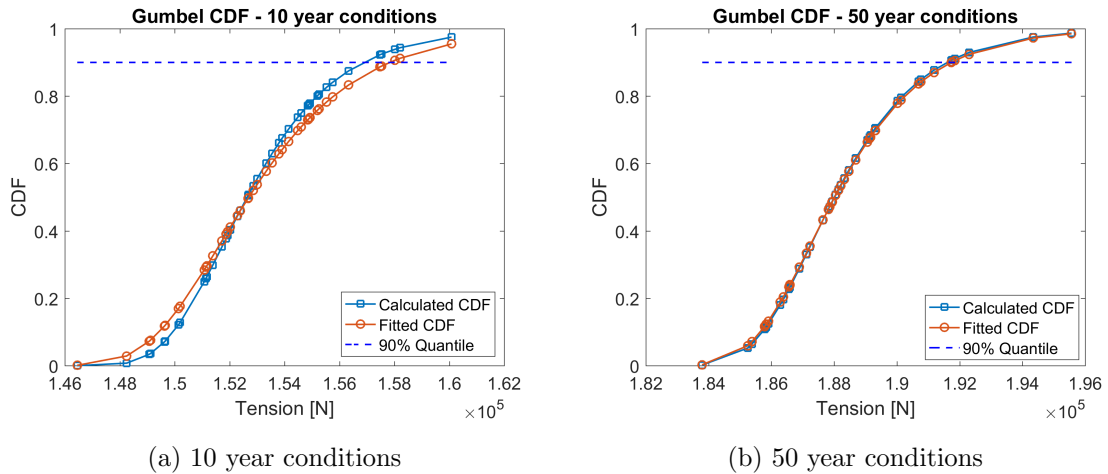 Gumbel CDF - 10 year conditions
1
0.8
0.6
0.4
0.2
0
CDF
1.46 1.48 1.5 1.52 1.54 1.56 1.58 1.6 1.62
Tension [N]
×10⁵
Calculated CDF
Fitted CDF
90% Quantile
(a) 10 year conditions
Gumbel CDF - 50 year conditions
1
0.8
0.6
0.4
0.2
0
CDF
1.82 1.84 1.86 1.88 1.9 1.92 1.94 1.96
Tension [N]
×10⁵
Calculated CDF
Fitted CDF
90% Quantile
(b) 50 year conditions